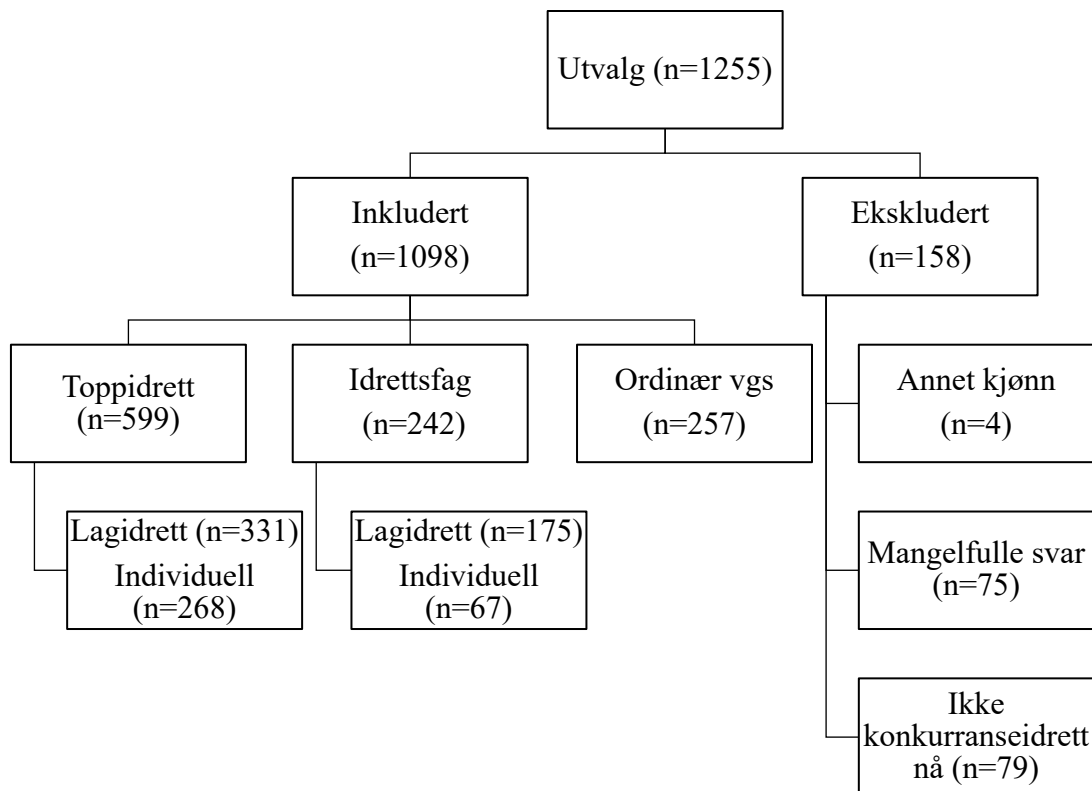 Utvalg (n=1255)
Inkludert
(n=1098)
Ekskludert
(n=158)
Toppidrett
(n=599)
Idrettsfag
(n=242)
Ordinær vgs
(n=257)
Annet kjønn
(n=4)
Lagidrett (n=331)
Individuell
(n=268)
Lagidrett (n=175)
Individuell
(n=67)
Mangelfulle svar
(n=75)
Ikke
konkurranseidrett
nå (n=79)